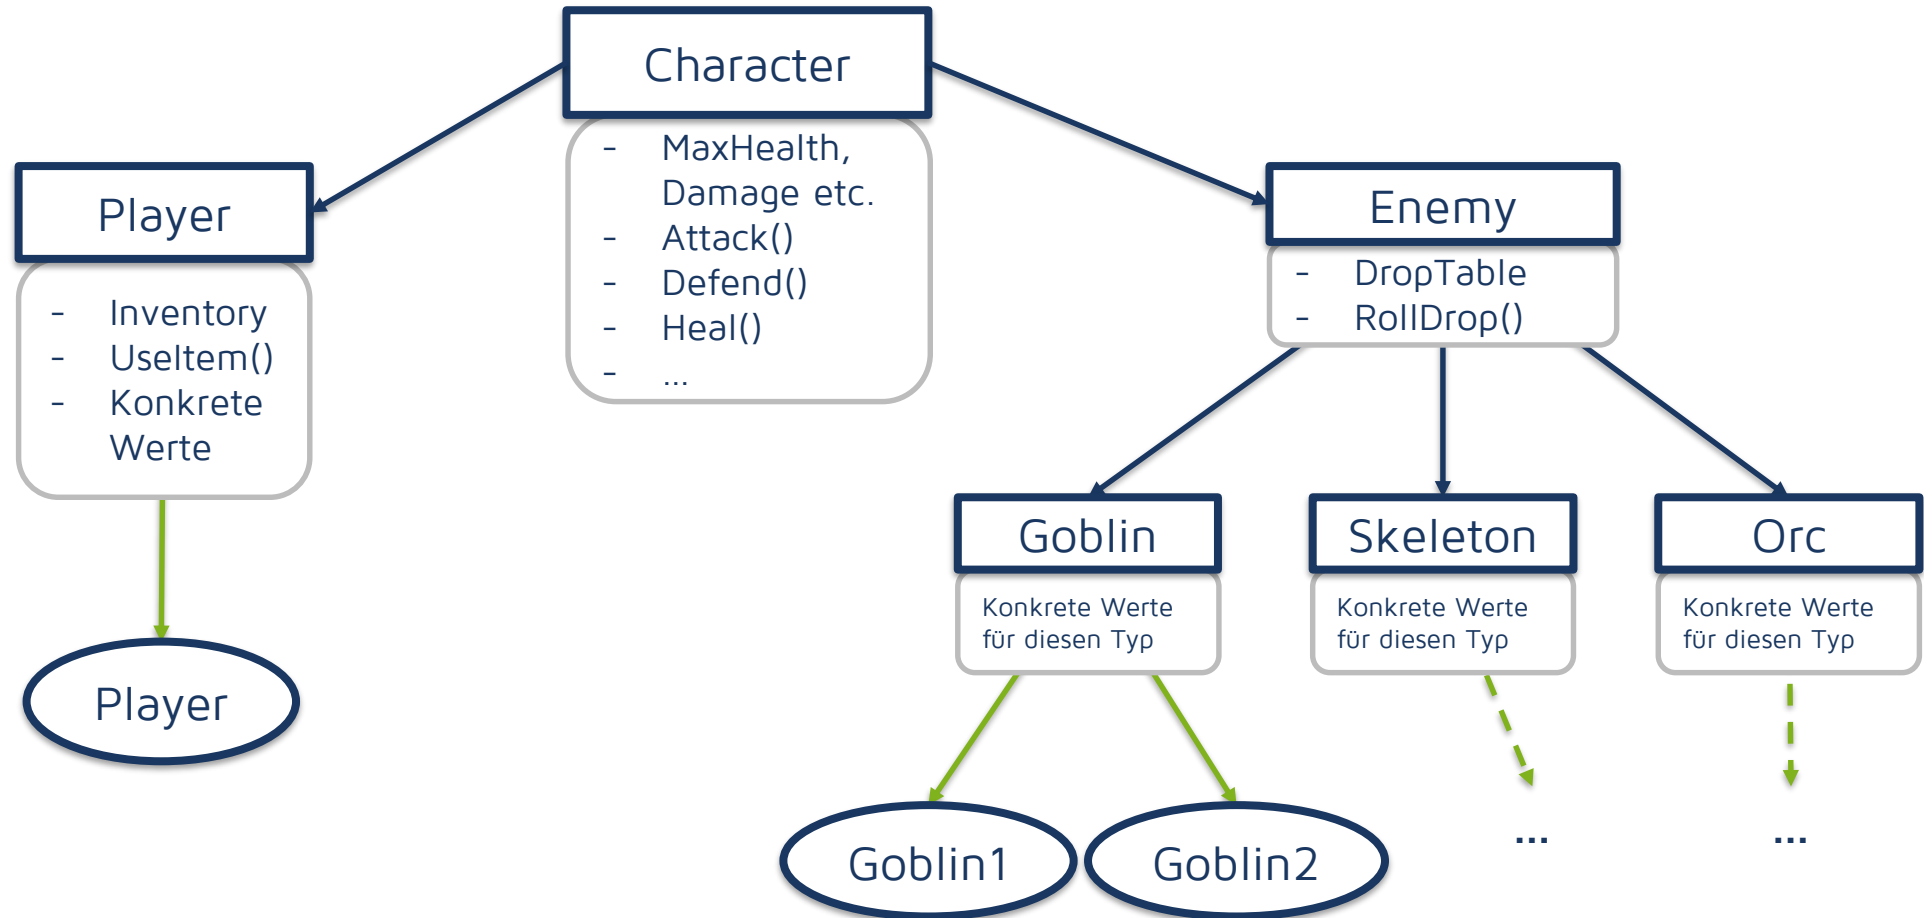 Character
- MaxHealth,
Damage etc.
- Attack()
- Defend()
- Heal()
- ...
Player
- Inventory
- UseItem()
- Konkrete
Werte
Player
Enemy
- DropTable
- RollDrop()
Goblin
Konkrete Werte
für diesen Typ
Skeleton
Konkrete Werte
für diesen Typ
Orc
Konkrete Werte
für diesen Typ
Goblin1
Goblin2
...
...